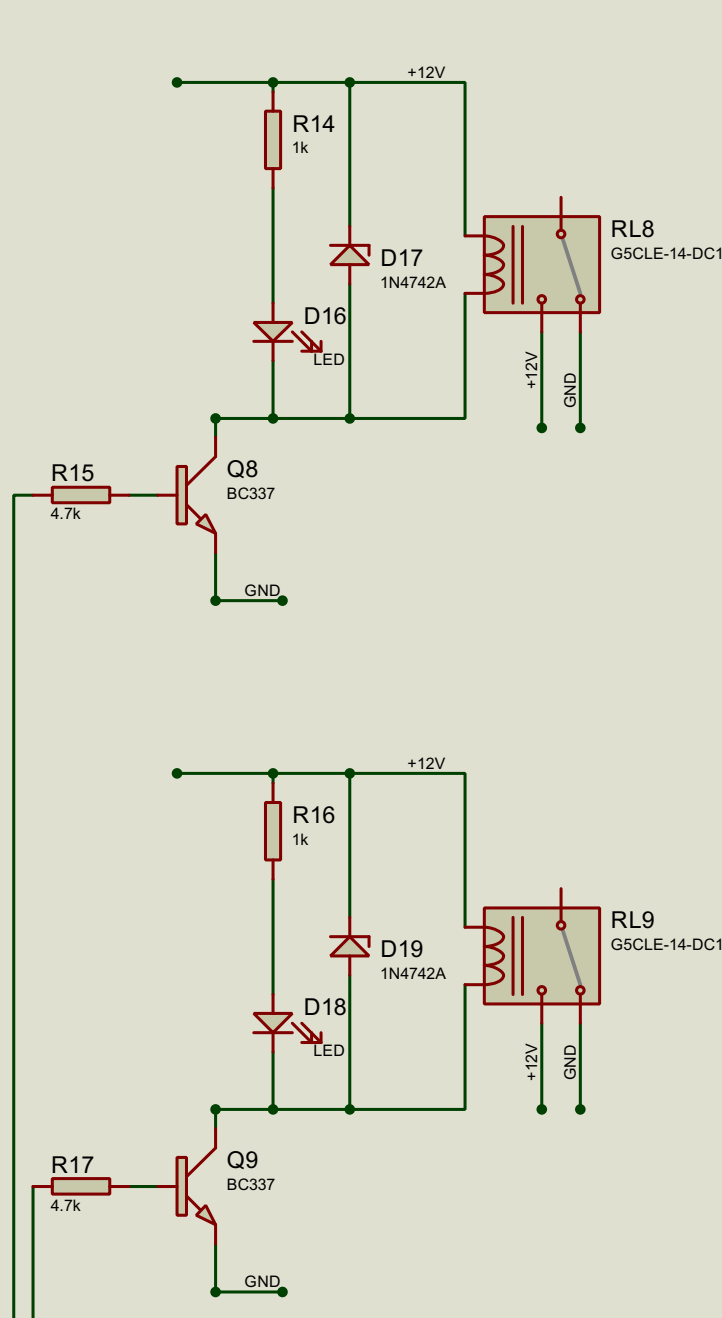 +12V
R14
1k
RL8
G5CLE-14-DC1
D17
1N4742A
D16
LED
+12V
GND
Q8
BC337
R15
4.7k
GND
+12V
R16
1k
RL9
G5CLE-14-DC1
D19
1N4742A
D18
LED
+12V
GND
Q9
BC337
R17
4.7k
GND